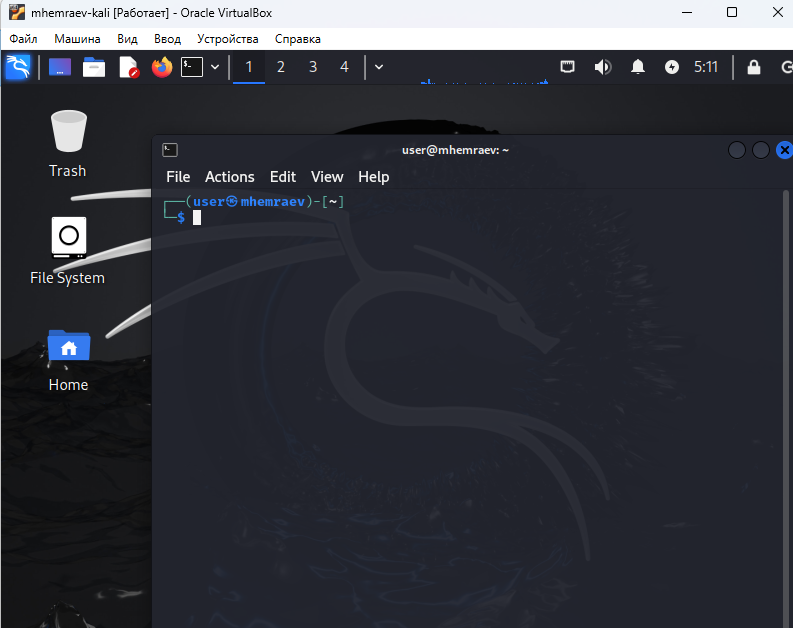 mhemraev-kali [Работает] - Oracle VirtualBox
Файл Машина Вид Ввод Устройства Справка
1 2 3 4 5:11
Trash
user@mhemraev: ~
File Actions Edit View Help
┌──(user㉿mhemraev)-[~]
└─$
File System
Home